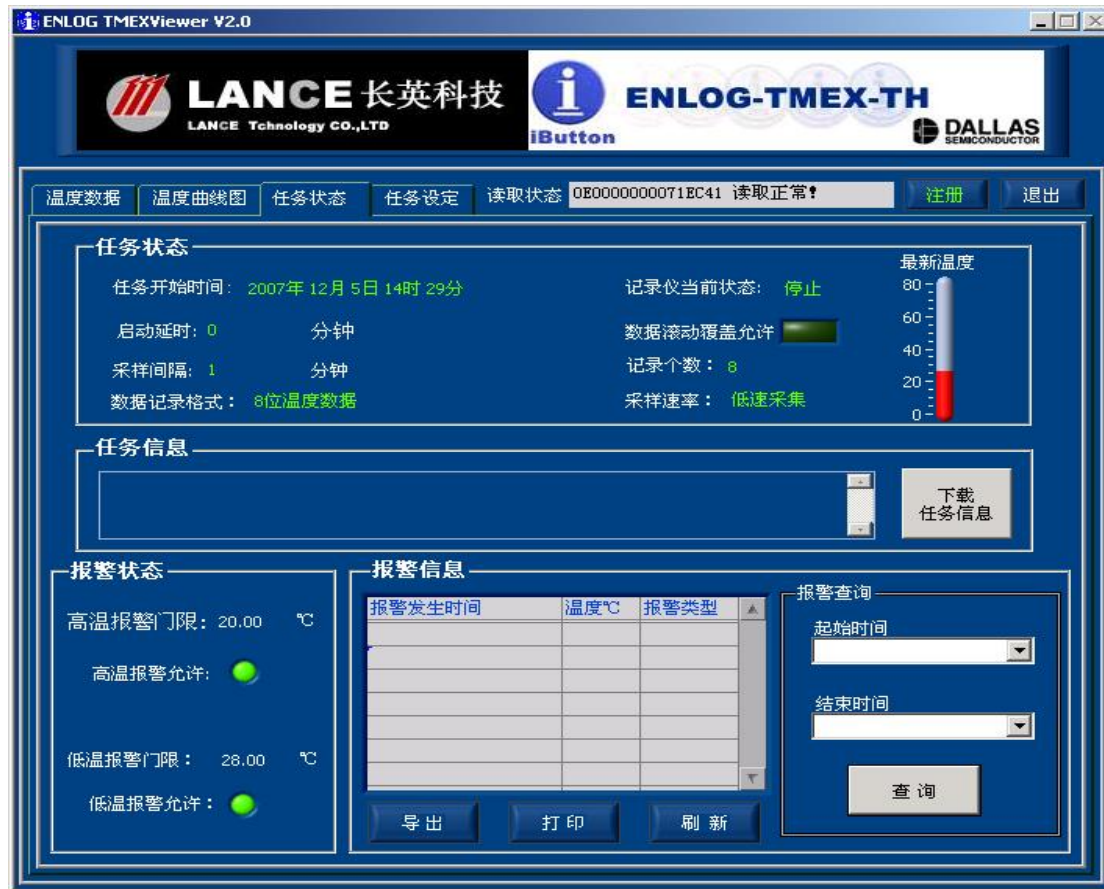 ENLOG TMEXViewer V2.0
LANCE 长英科技
LANCE Tchnology CO.,LTD
iButton
ENLOG-TMEX-TH
DALLAS
SEMICONDUCTOR
温度数据 温度曲线图 任务状态 任务设定 读取状态 0E0000000071EC41 读取正常! 注册 退出
任务状态
任务开始时间: 2007年12月5日14时29分 记录仪当前状态: 停止
启动延时: 0 分钟 数据滚动覆盖允许
采样间隔: 1 分钟 记录个数: 8
数据记录格式: 8位温度数据 采样速率: 低速采集
最新温度
80
60
40
20
0
任务信息
下载
任务信息
报警状态
高温报警门限: 20.00 ℃
高温报警允许:
低温报警门限: 28.00 ℃
低温报警允许:
报警信息
报警发生时间 温度℃ 报警类型
导出 打印 刷新
报警查询
起始时间
结束时间
查询